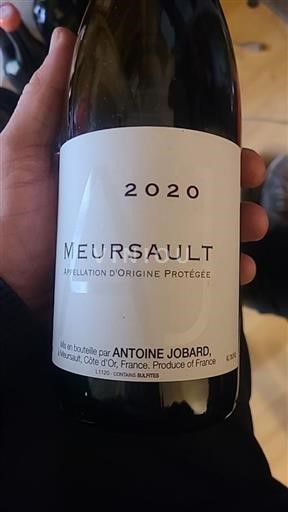 2020
MEURSAULT
APPELLATION D'ORIGINE PROTÉGÉE
Mis en bouteille par ANTOINE JOBARD,
à Meursault, Côte d'Or, France. Produce of France
L1120 - CONTAINS SULFITES